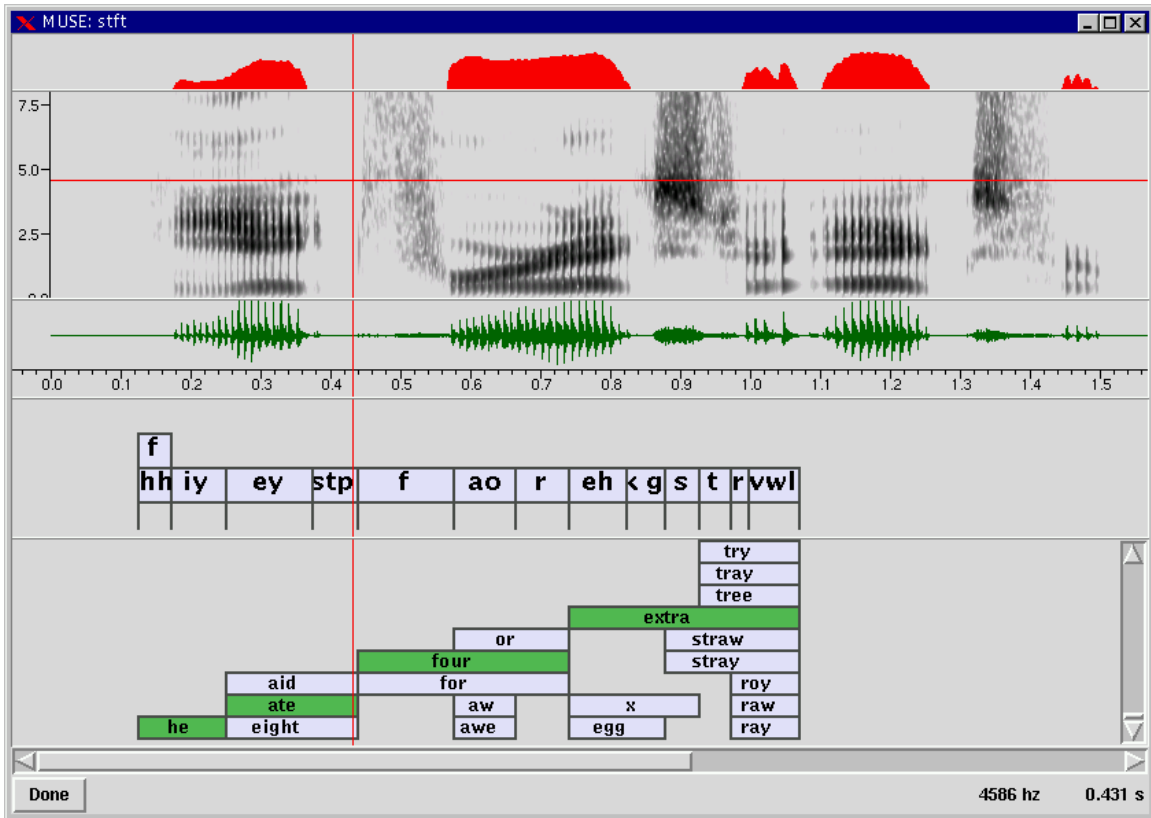 MUSE: stft
7.5
5.0
2.5
0.0
0.0 0.1 0.2 0.3 0.4 0.5 0.6 0.7 0.8 0.9 1.0 1.1 1.2 1.3 1.4 1.5
f
hh iy ey stp f ao r eh k g s t r vwl
try
tray
tree
extra
or straw
four stray
aid for roy
ate aw x raw
he eight awe egg ray
Done 4586 hz 0.431 s